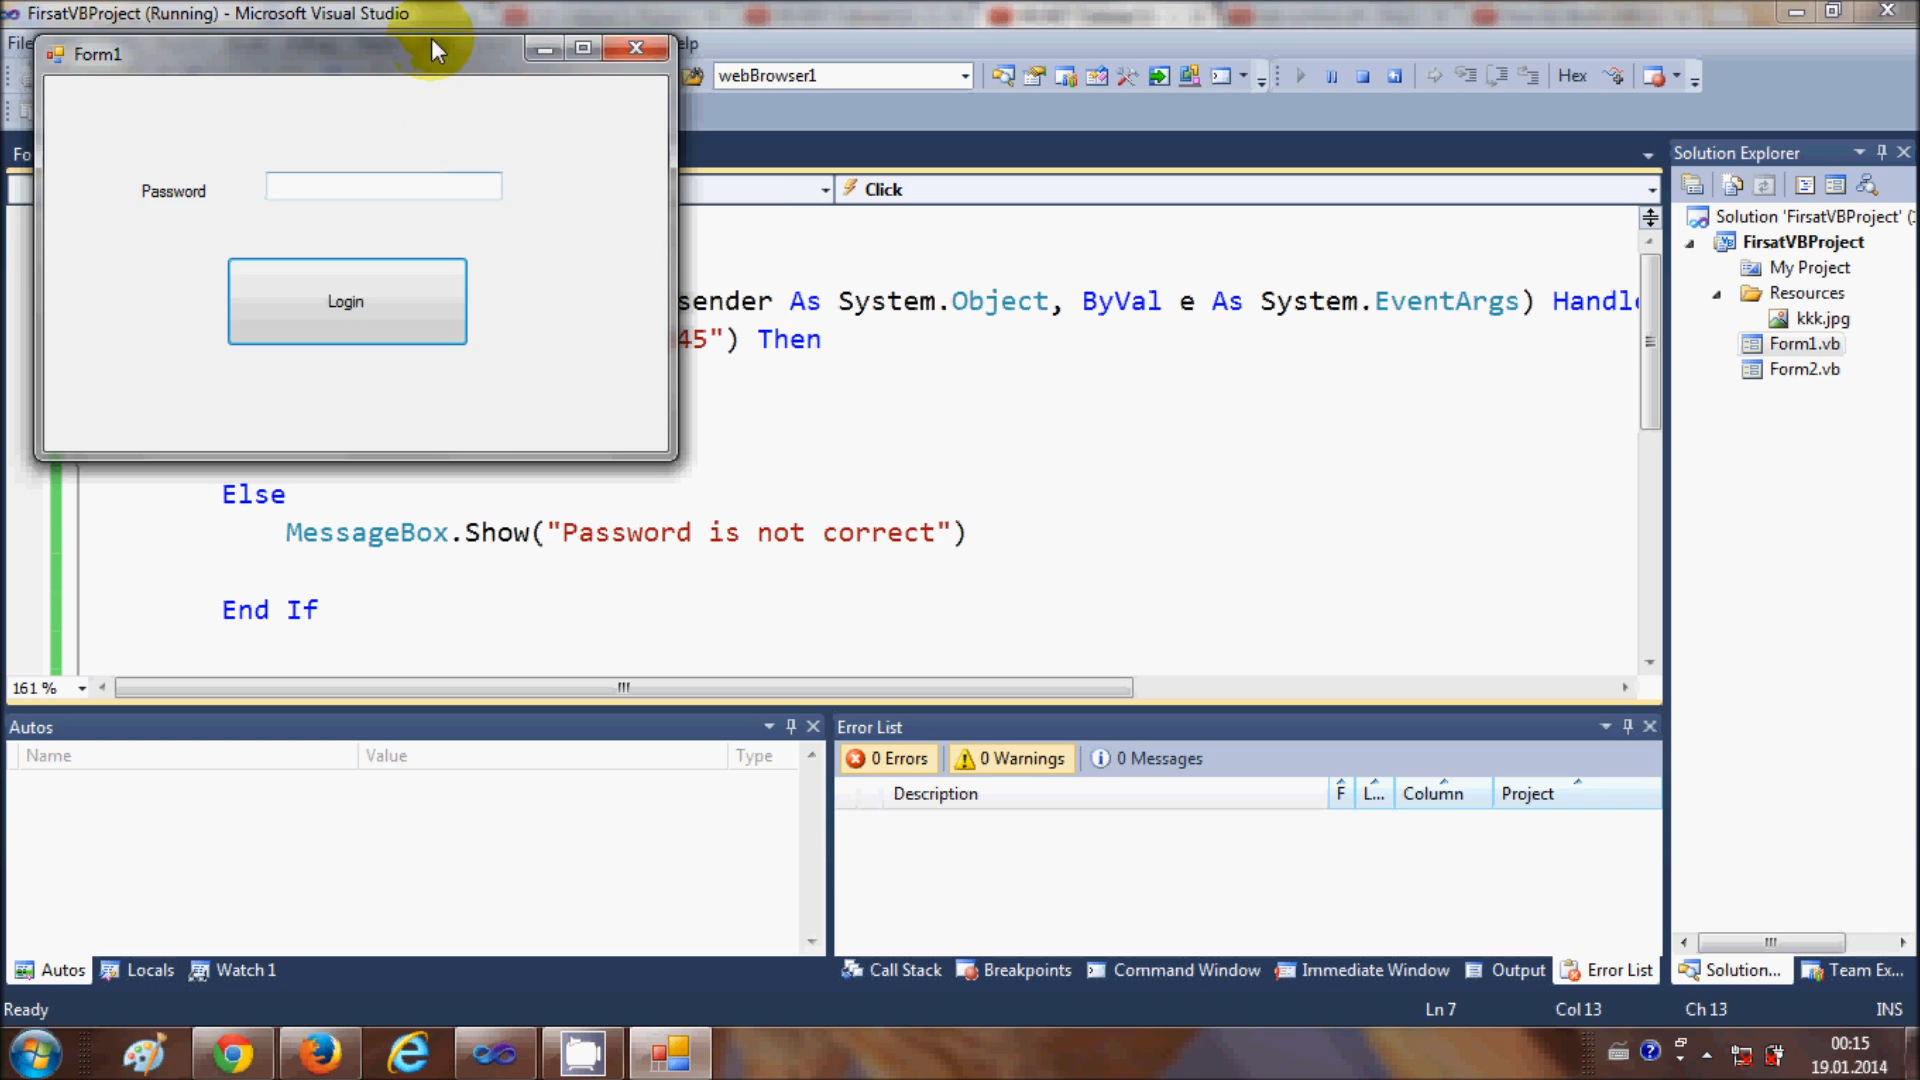 FirsatVBProject (Running) - Microsoft Visual Studio
File
elp
Form1
webBrowser1
Hex
Fo
Password
Login
Click
sender As System.Object, ByVal e As System.EventArgs) Handle
45") Then
Else
MessageBox.Show("Password is not correct")
End If
161 %
Solution Explorer
Solution 'FirsatVBProject' (
FirsatVBProject
My Project
Resources
kkk.jpg
Form1.vb
Form2.vb
Autos
Name Value Type
Error List
0 Errors 0 Warnings 0 Messages
Description F L... Column Project
Autos Locals Watch 1
Call Stack Breakpoints Command Window Immediate Window Output Error List
Solution... Team Ex...
Ready Ln 7 Col 13 Ch 13 INS
00:15
19.01.2014